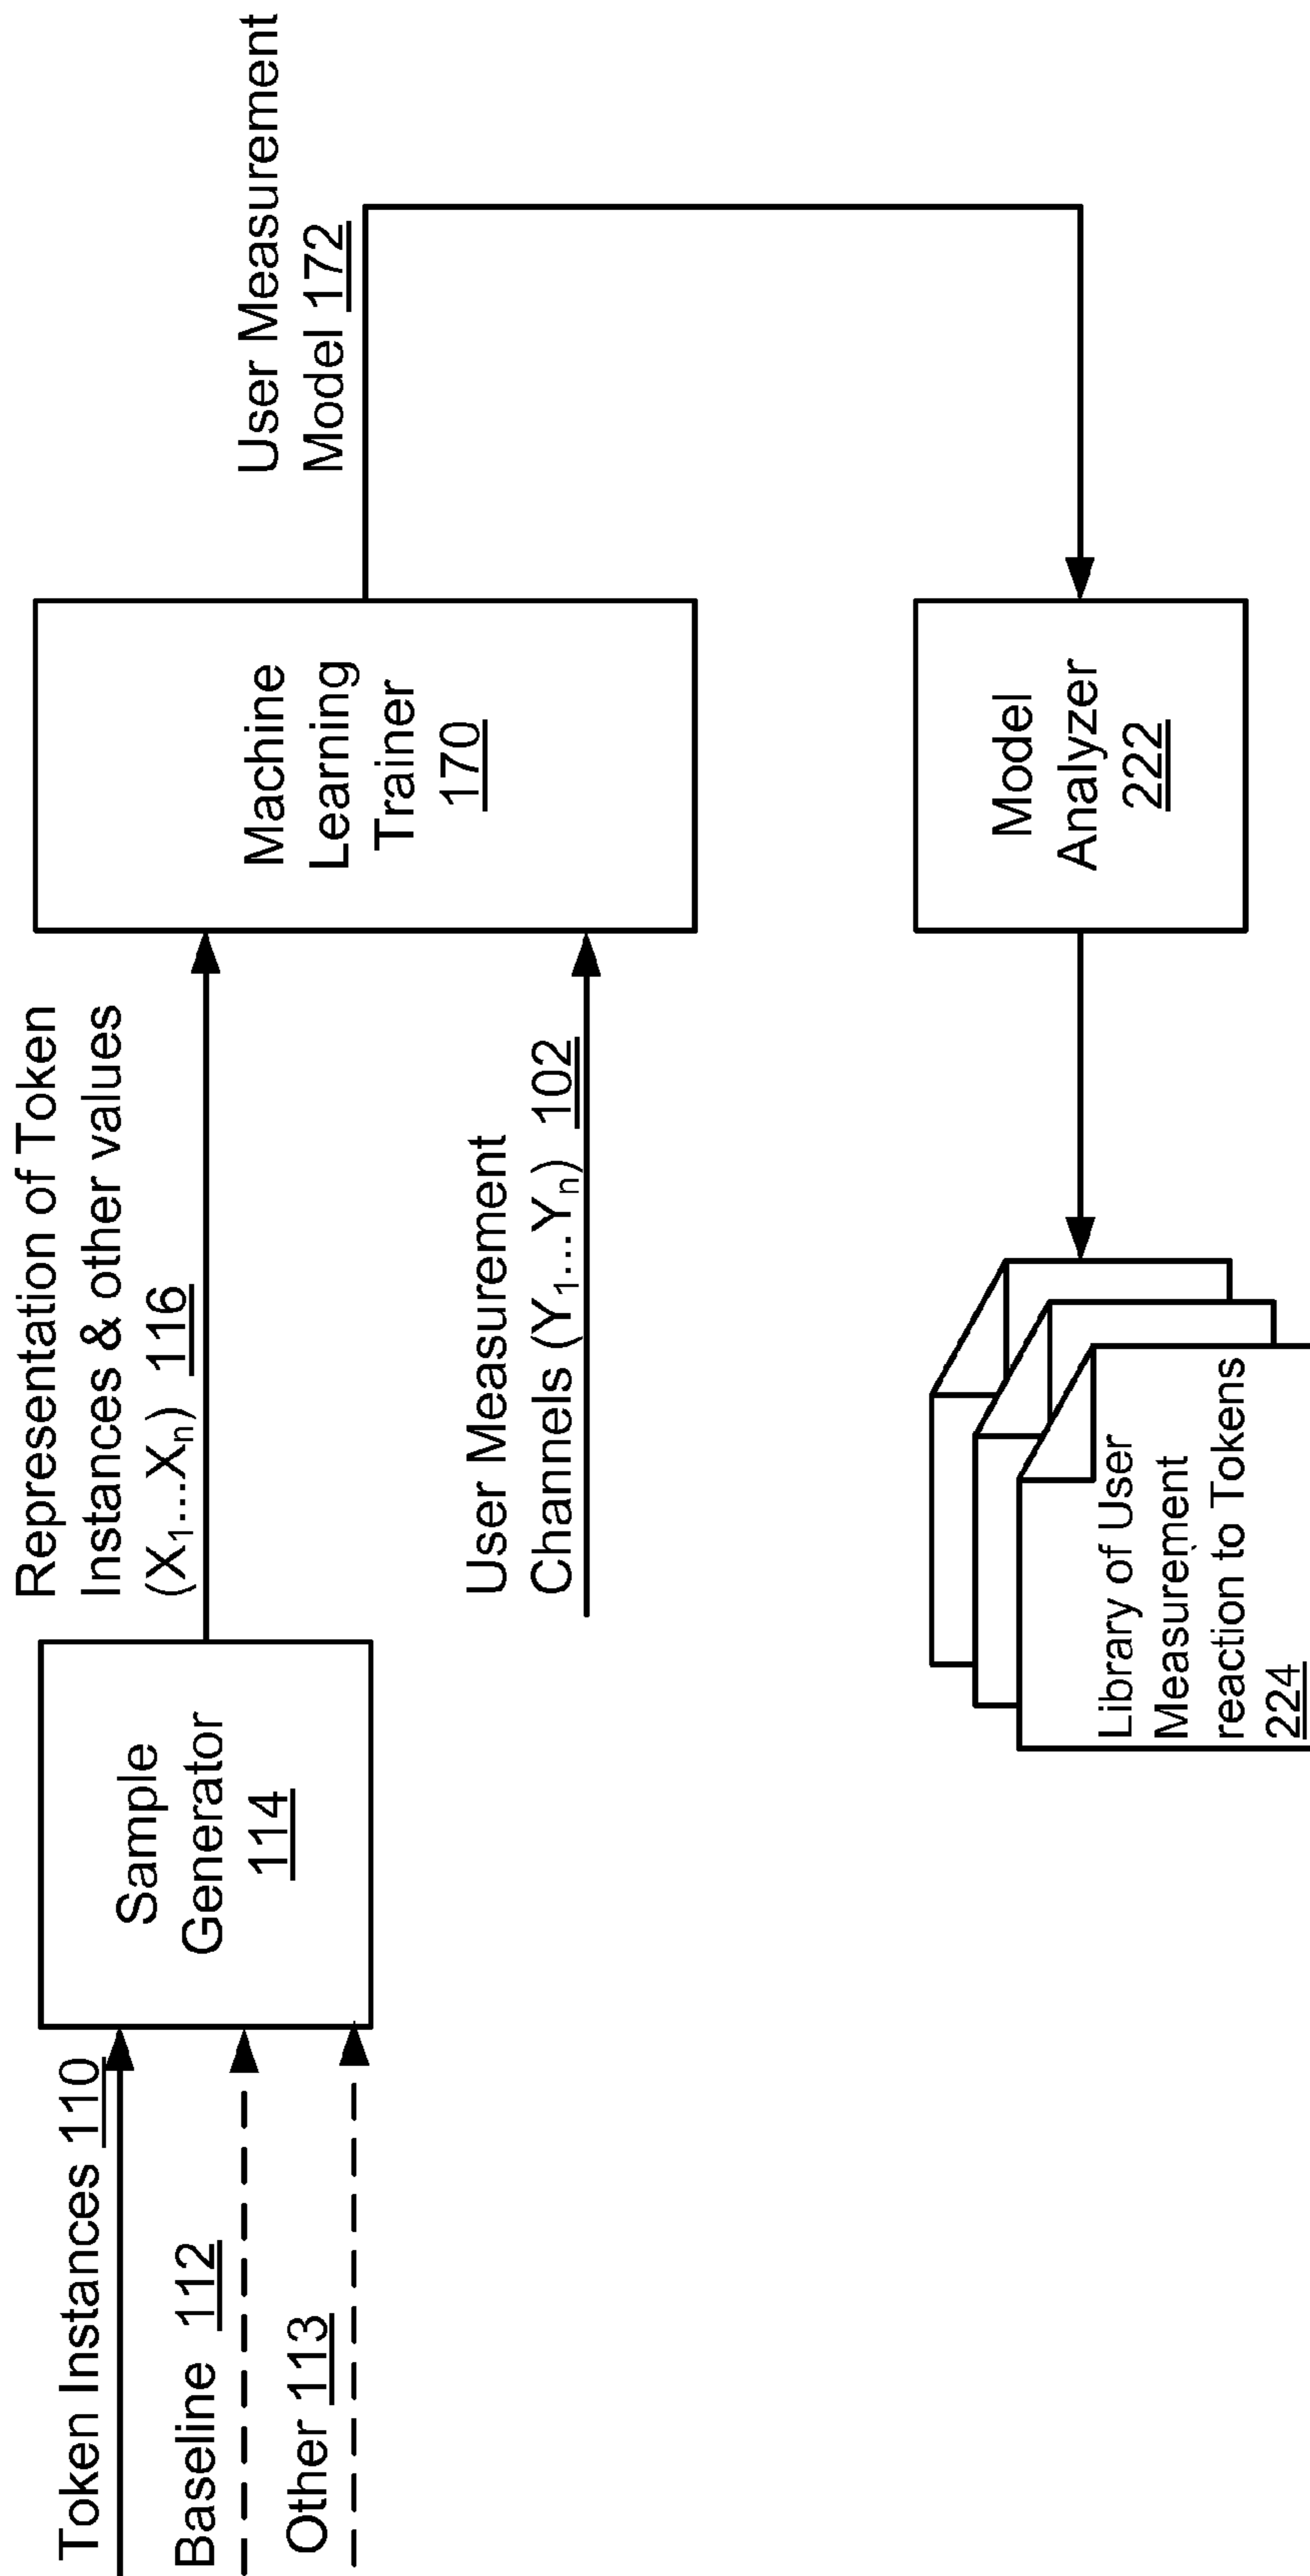 Token Instances 110
Baseline 112
Other 113
Sample
Generator
114
Representation of Token
Instances & other values
(X₁...Xₙ) 116
User Measurement
Channels (Y₁...Yₙ) 102
Machine
Learning
Trainer
170
User Measurement
Model 172
Model
Analyzer
222
Library of User
Measurement
reaction to Tokens
224